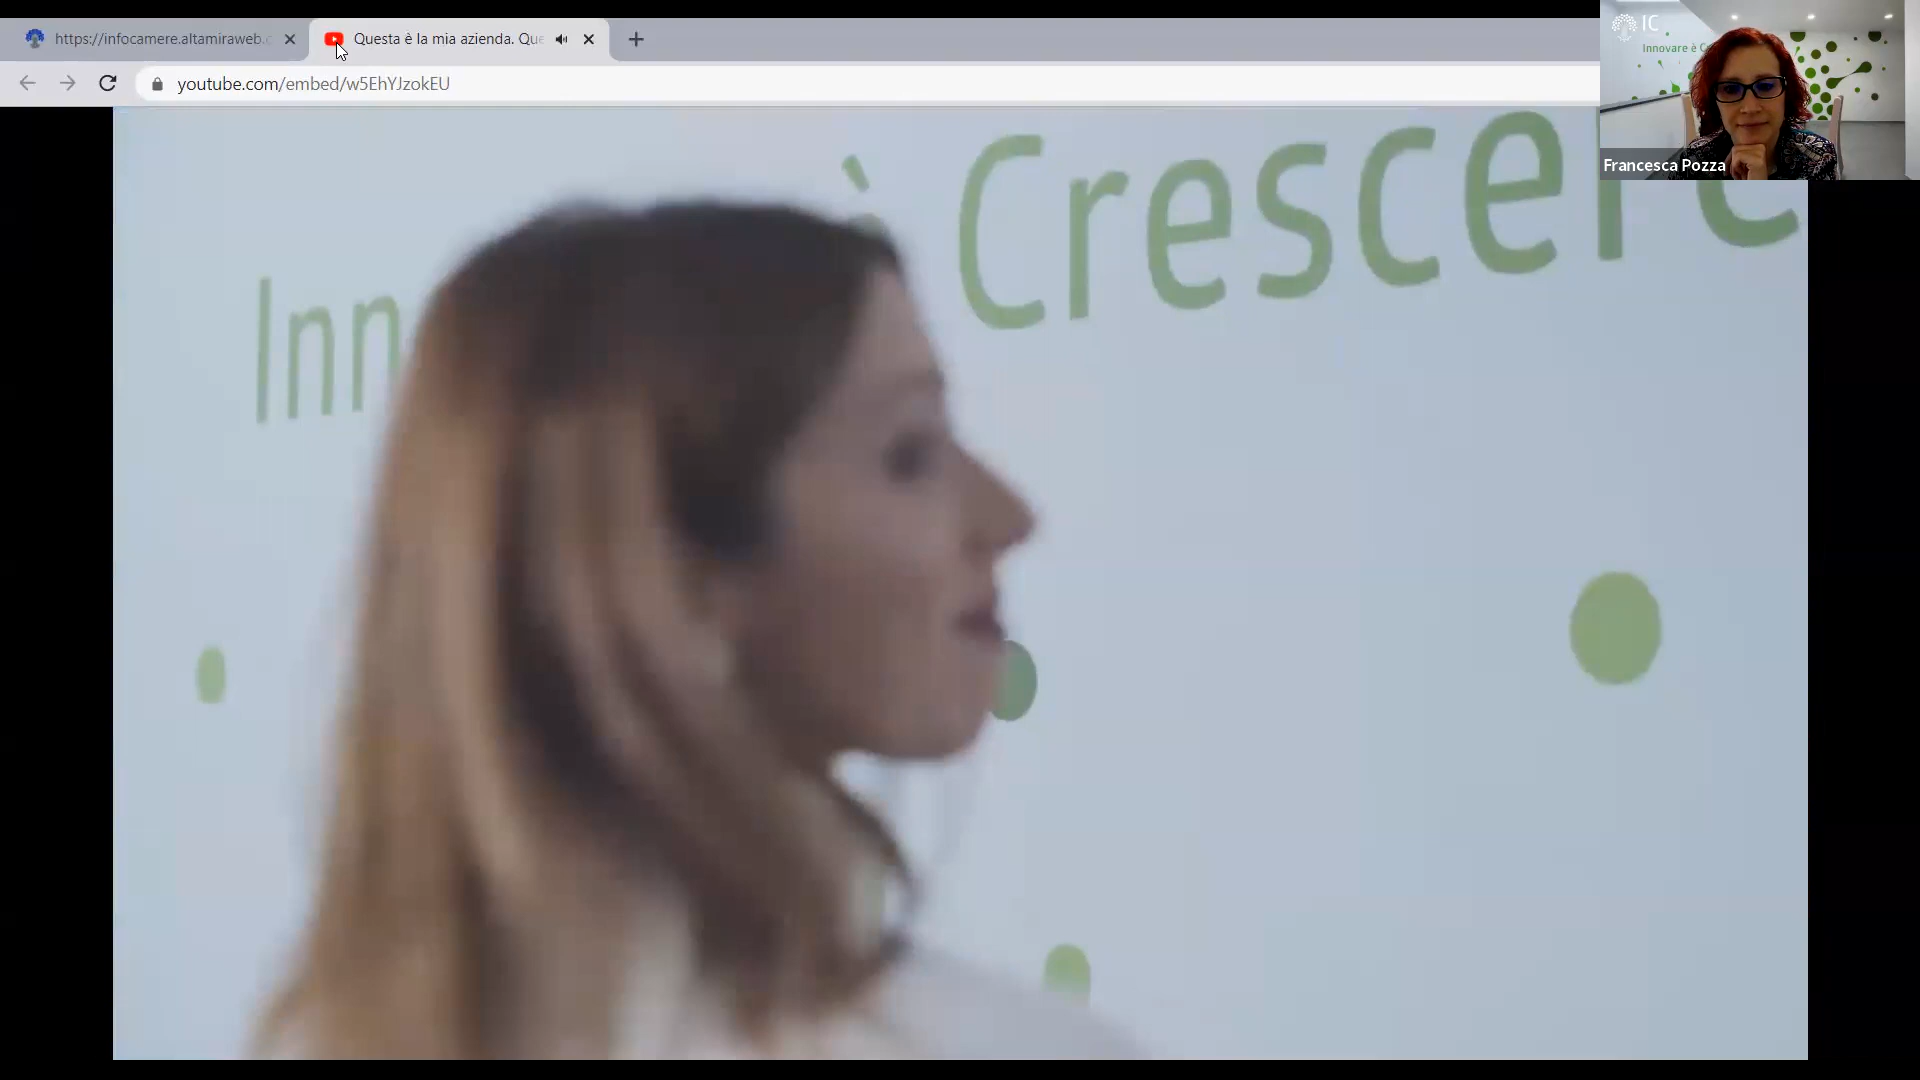 https://infocamere.altamiraweb.c
Questa è la mia azienda. Que
youtube.com/embed/w5EhYJzokEU
Inn
è Crescere
IC
Innovare è C
Francesca Pozza